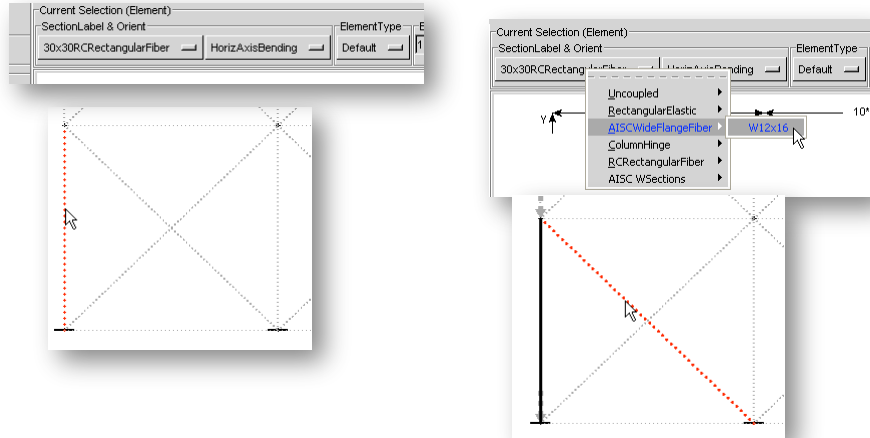 Current Selection (Element)
SectionLabel & Orient
ElementType
30x30RCRectangularFiber
HorizAxisBending
Default
1
Current Selection (Element)
SectionLabel & Orient
ElementType
Default
Y
10*
Uncoupled
RectangularElastic
AISCWideFlangeFiber
W12x16
ColumnHinge
RCRectangularFiber
AISC WSections